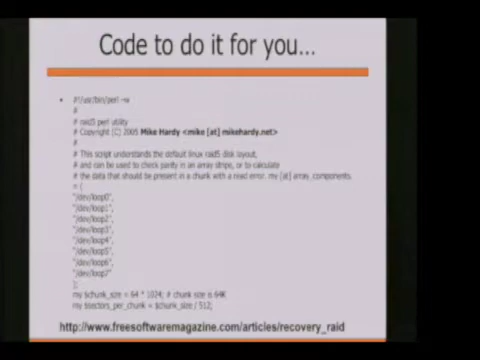 Code to do it for you...
• #!/usr/bin/perl -w
#
# raid5 perl utility
# Copyright (C) 2005 Mike Hardy <mike [at] mikehardy.net>
#
# This script understands the default linux raid5 disk layout,
# and can be used to check parity in an array stripe, or to calculate
# the data that should be present in a chunk with a read error. my [at] array_components
= (
"/dev/loop0",
"/dev/loop1",
"/dev/loop2",
"/dev/loop3",
"/dev/loop4",
"/dev/loop5",
"/dev/loop6",
"/dev/loop7"
);
my $chunk_size = 64 * 1024; # chunk size is 64K
my $sectors_per_chunk = $chunk_size / 512;
http://www.freesoftwaremagazine.com/articles/recovery_raid